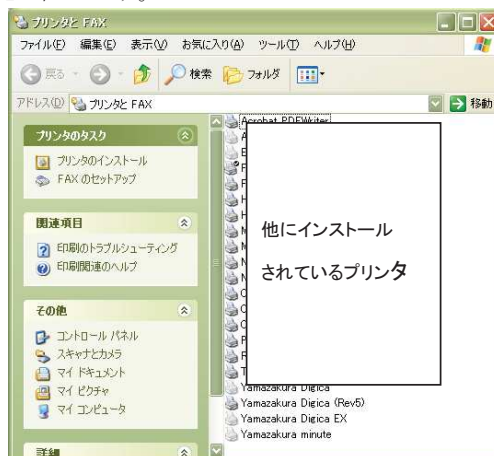 プリンタと FAX
ファイル(F) 編集(E) 表示(V) お気に入り(A) ツール(T) ヘルプ(H)
戻る 検索 フォルダ
アドレス(D) プリンタと FAX 移動
プリンタのタスク
プリンタのインストール
FAX のセットアップ
関連項目
印刷のトラブルシューティング
印刷関連のヘルプ
その他
コントロール パネル
スキャナとカメラ
マイ ドキュメント
マイ ピクチャ
マイ コンピュータ
詳細
Acrobat PDFWriter
他にインストール
されているプリンタ
Yamazakura Digica
Yamazakura Digica (Rev5)
Yamazakura Digica EX
Yamazakura minute